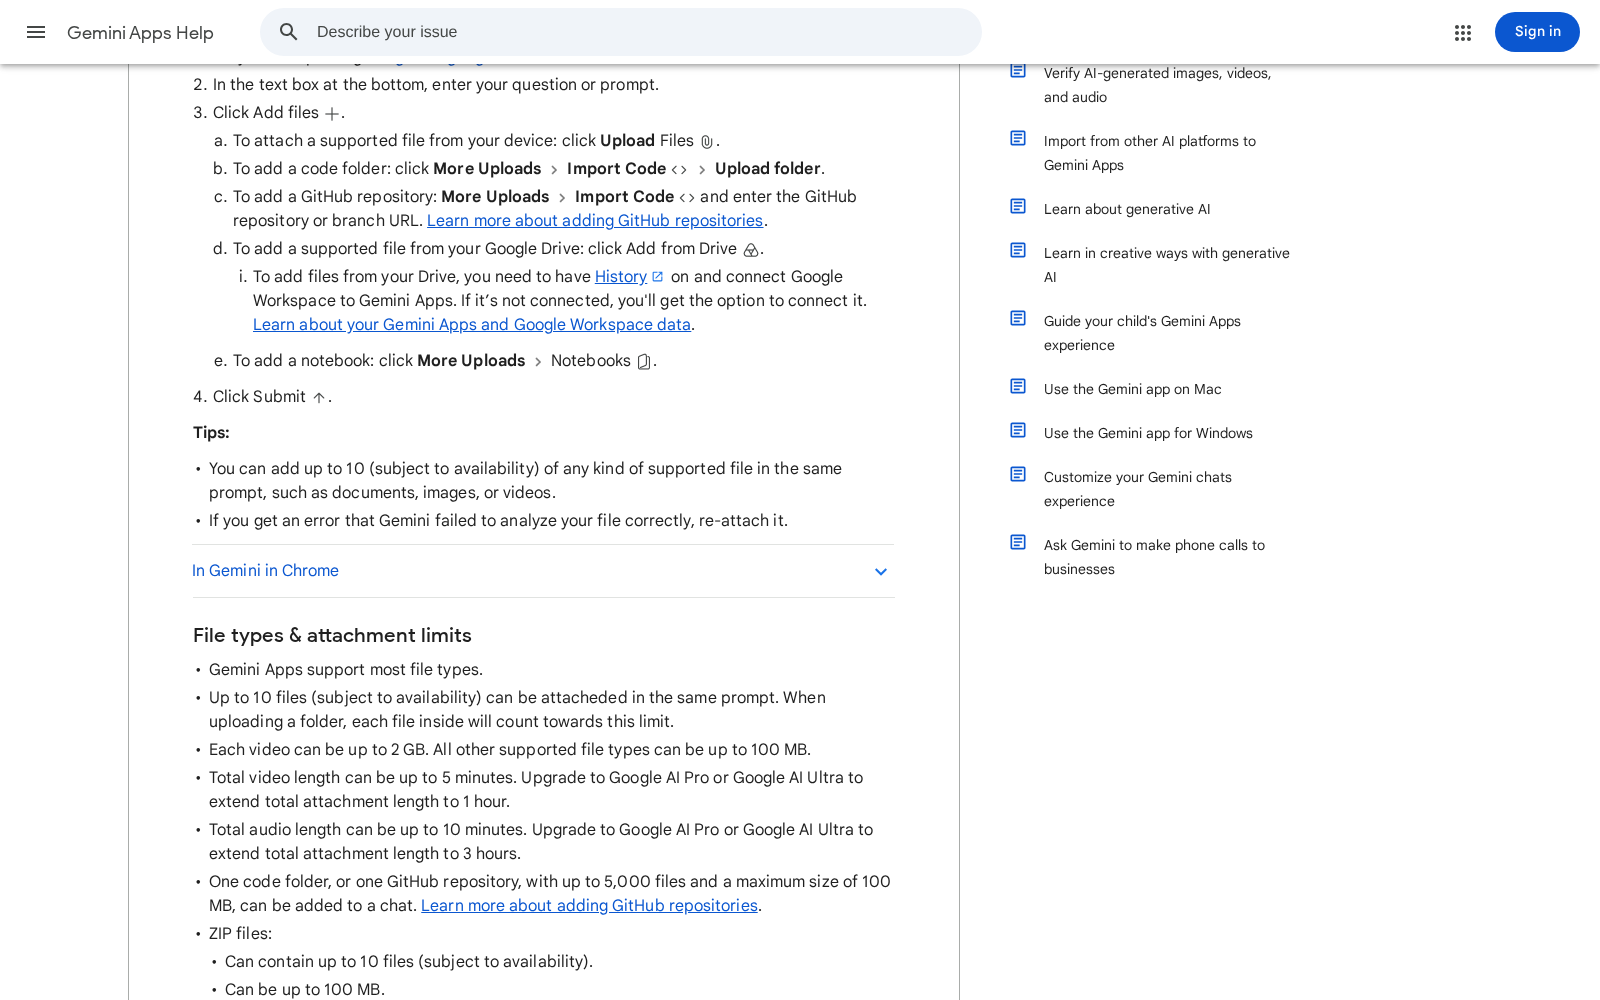 Gemini Apps Help
Describe your issue
Sign in
2. In the text box at the bottom, enter your question or prompt.
3. Click Add files +.
a. To attach a supported file from your device: click Upload Files.
b. To add a code folder: click More Uploads > Import Code <> > Upload folder.
c. To add a GitHub repository: More Uploads > Import Code <> and enter the GitHub
repository or branch URL. Learn more about adding GitHub repositories.
d. To add a supported file from your Google Drive: click Add from Drive.
i. To add files from your Drive, you need to have History on and connect Google
Workspace to Gemini Apps. If it’s not connected, you'll get the option to connect it.
Learn about your Gemini Apps and Google Workspace data.
e. To add a notebook: click More Uploads > Notebooks.
4. Click Submit ↑.
Tips:
• You can add up to 10 (subject to availability) of any kind of supported file in the same
prompt, such as documents, images, or videos.
• If you get an error that Gemini failed to analyze your file correctly, re-attach it.
In Gemini in Chrome
File types & attachment limits
• Gemini Apps support most file types.
• Up to 10 files (subject to availability) can be attacheded in the same prompt. When
uploading a folder, each file inside will count towards this limit.
• Each video can be up to 2 GB. All other supported file types can be up to 100 MB.
• Total video length can be up to 5 minutes. Upgrade to Google AI Pro or Google AI Ultra to
extend total attachment length to 1 hour.
• Total audio length can be up to 10 minutes. Upgrade to Google AI Pro or Google AI Ultra to
extend total attachment length to 3 hours.
• One code folder, or one GitHub repository, with up to 5,000 files and a maximum size of 100
MB, can be added to a chat. Learn more about adding GitHub repositories.
• ZIP files:
• Can contain up to 10 files (subject to availability).
• Can be up to 100 MB.
Verify AI-generated images, videos,
and audio
Import from other AI platforms to
Gemini Apps
Learn about generative AI
Learn in creative ways with generative
AI
Guide your child's Gemini Apps
experience
Use the Gemini app on Mac
Use the Gemini app for Windows
Customize your Gemini chats
experience
Ask Gemini to make phone calls to
businesses